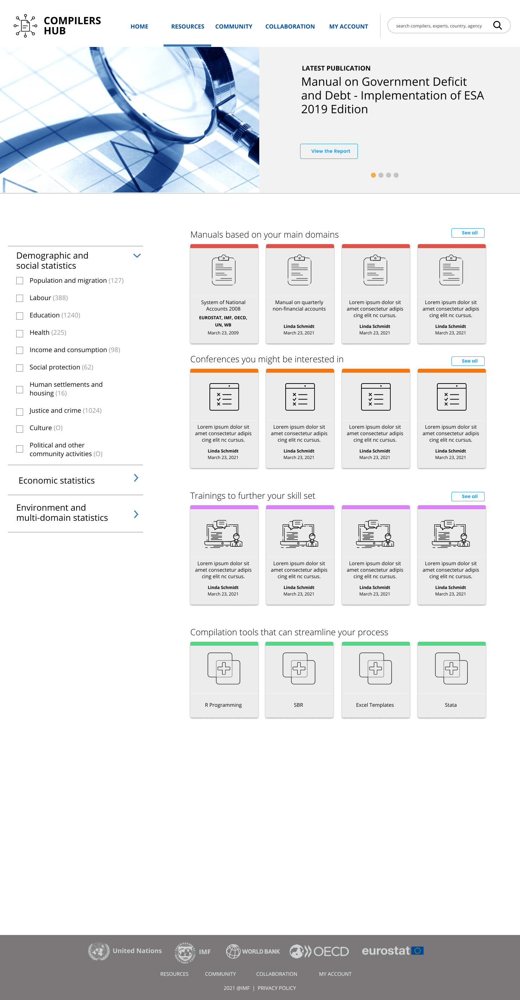 COMPILERS
HUB
HOME
RESOURCES
COMMUNITY
COLLABORATION
MY ACCOUNT
search compilers, experts, country, agency
LATEST PUBLICATION
Manual on Government Deficit
and Debt - Implementation of ESA
2019 Edition
View the Report
Demographic and
social statistics
Population and migration (127)
Labour (388)
Education (1240)
Health (225)
Income and consumption (98)
Social protection (62)
Human settlements and
housing (16)
Justice and crime (1024)
Culture (O)
Political and other
community activities (O)
Economic statistics
Environment and
multi-domain statistics
Manuals based on your main domains
See all
System of National
Accounts 2008
EUROSTAT, IMF, OECD,
UN, WB
March 23, 2009
Manual on quarterly
non-financial accounts
Linda Schmidt
March 23, 2021
Lorem ipsum dolor sit
amet consectetur adipis
cing elit nc cursus.
Linda Schmidt
March 23, 2021
Lorem ipsum dolor sit
amet consectetur adipis
cing elit nc cursus.
Linda Schmidt
March 23, 2021
Conferences you might be interested in
See all
Lorem ipsum dolor sit
amet consectetur adipis
cing elit nc cursus.
Linda Schmidt
March 23, 2021
Lorem ipsum dolor sit
amet consectetur adipis
cing elit nc cursus.
Linda Schmidt
March 23, 2021
Lorem ipsum dolor sit
amet consectetur adipis
cing elit nc cursus.
Linda Schmidt
March 23, 2021
Lorem ipsum dolor sit
amet consectetur adipis
cing elit nc cursus.
Linda Schmidt
March 23, 2021
Trainings to further your skill set
See all
Lorem ipsum dolor sit
amet consectetur adipis
cing elit nc cursus.
Linda Schmidt
March 23, 2021
Lorem ipsum dolor sit
amet consectetur adipis
cing elit nc cursus.
Linda Schmidt
March 23, 2021
Lorem ipsum dolor sit
amet consectetur adipis
cing elit nc cursus.
Linda Schmidt
March 23, 2021
Lorem ipsum dolor sit
amet consectetur adipis
cing elit nc cursus.
Linda Schmidt
March 23, 2021
Compilation tools that can streamline your process
R Programming
SBR
Excel Templates
Stata
United Nations
INTERNATIONAL MONETARY FUND
IMF
WORLD BANK
OECD
eurostat
RESOURCES
COMMUNITY
COLLABORATION
MY ACCOUNT
2021 @IMF | PRIVACY POLICY